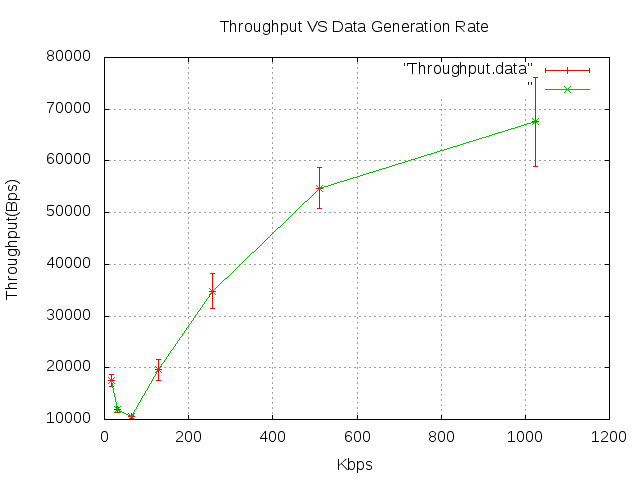 Throughput VS Data Generation Rate
80000
"Throughput.data"
"
70000
60000
50000
Throughput(Bps)
40000
30000
20000
10000
0 200 400 600 800 1000 1200
Kbps